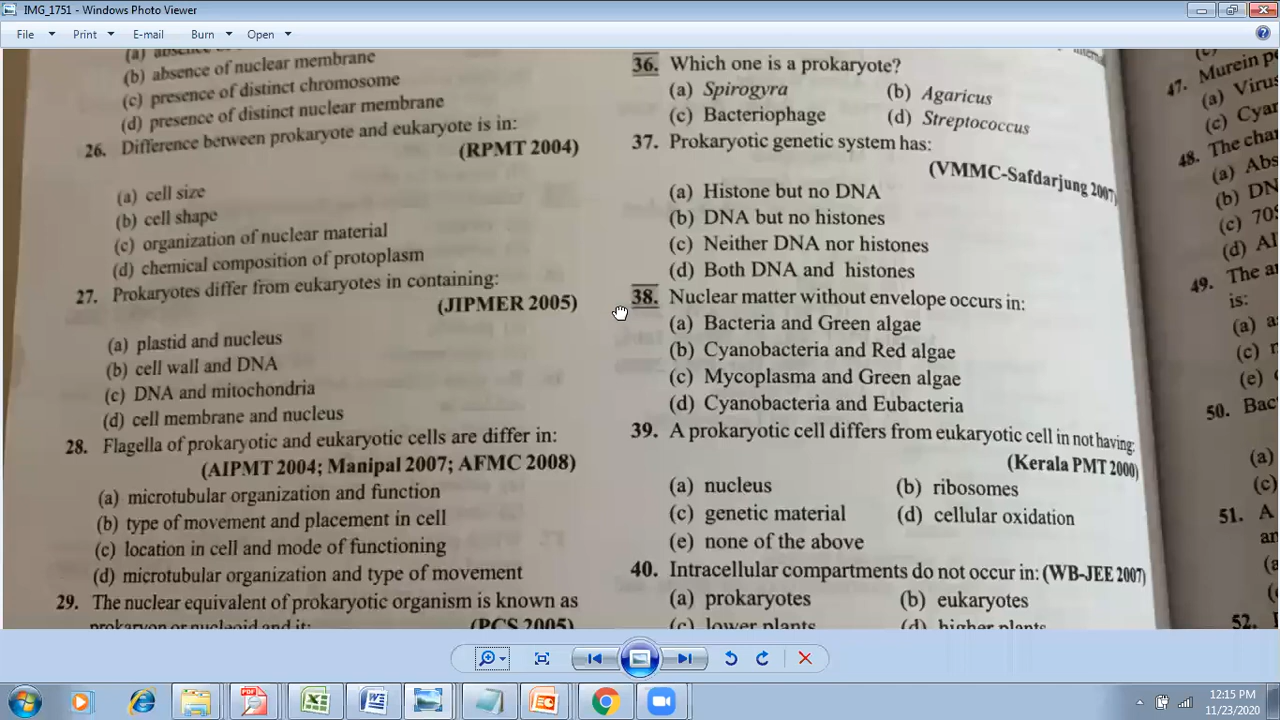 IMG_1751 - Windows Photo Viewer
File Print E-mail Burn Open
(b) absence of nuclear membrane
(c) presence of distinct chromosome
(d) presence of distinct nuclear membrane
26. Difference between prokaryote and eukaryote is in:
(RPMT 2004)
(a) cell size
(b) cell shape
(c) organization of nuclear material
(d) chemical composition of protoplasm
27. Prokaryotes differ from eukaryotes in containing:
(JIPMER 2005)
(a) plastid and nucleus
(b) cell wall and DNA
(c) DNA and mitochondria
(d) cell membrane and nucleus
28. Flagella of prokaryotic and eukaryotic cells are differ in:
(AIPMT 2004; Manipal 2007; AFMC 2008)
(a) microtubular organization and function
(b) type of movement and placement in cell
(c) location in cell and mode of functioning
(d) microtubular organization and type of movement
29. The nuclear equivalent of prokaryotic organism is known as
prokaryon or nucleoid and it: (PCS 2005)
36. Which one is a prokaryote?
(a) Spirogyra (b) Agaricus
(c) Bacteriophage (d) Streptococcus
37. Prokaryotic genetic system has:
(VMMC-Safdarjung 2007)
(a) Histone but no DNA
(b) DNA but no histones
(c) Neither DNA nor histones
(d) Both DNA and histones
38. Nuclear matter without envelope occurs in:
(a) Bacteria and Green algae
(b) Cyanobacteria and Red algae
(c) Mycoplasma and Green algae
(d) Cyanobacteria and Eubacteria
39. A prokaryotic cell differs from eukaryotic cell in not having:
(Kerala PMT 2000)
(a) nucleus (b) ribosomes
(c) genetic material (d) cellular oxidation
(e) none of the above
40. Intracellular compartments do not occur in: (WB-JEE 2007)
(a) prokaryotes (b) eukaryotes
(c) lower plants (d) higher plants
47. Murein
(a)
(c)
48. The
(a)
(b)
(c)
(d)
49. The
is:
(a)
(c)
(e)
50.
(a)
(c)
51. A
(a)
52.
12:15 PM
11/23/2020